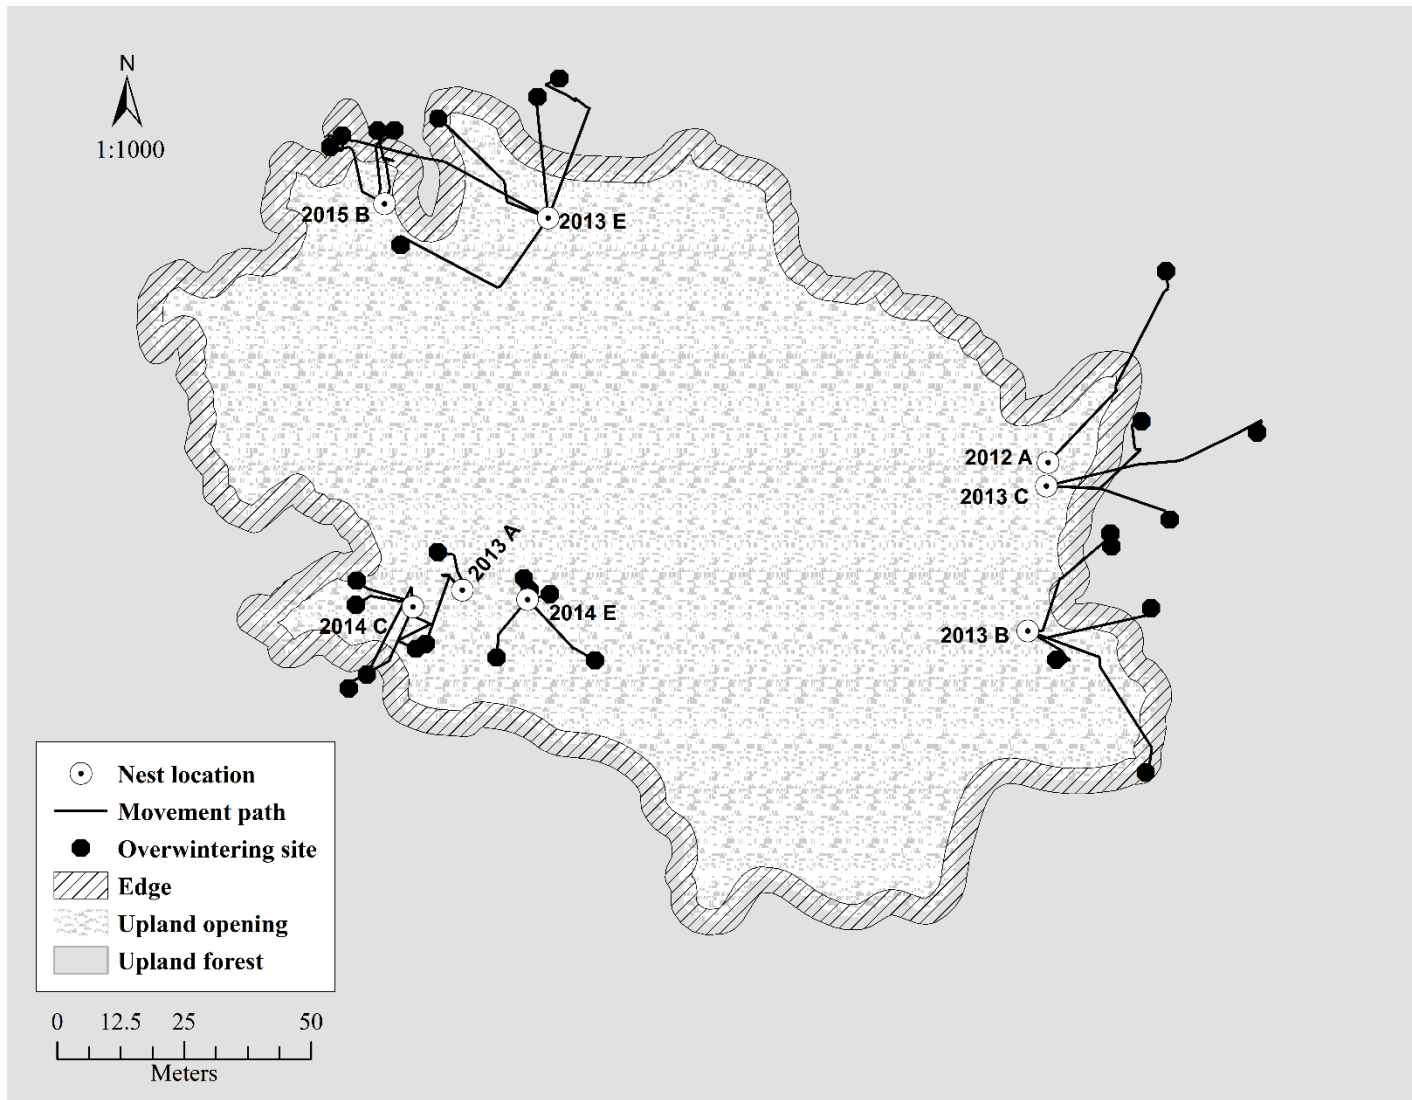 N
1:1000
2015 B
2013 E
2012 A
2013 C
2013 A
2014 C
2014 E
2013 B
Nest location
Movement path
Overwintering site
Edge
Upland opening
Upland forest
0 12.5 25 50
Meters